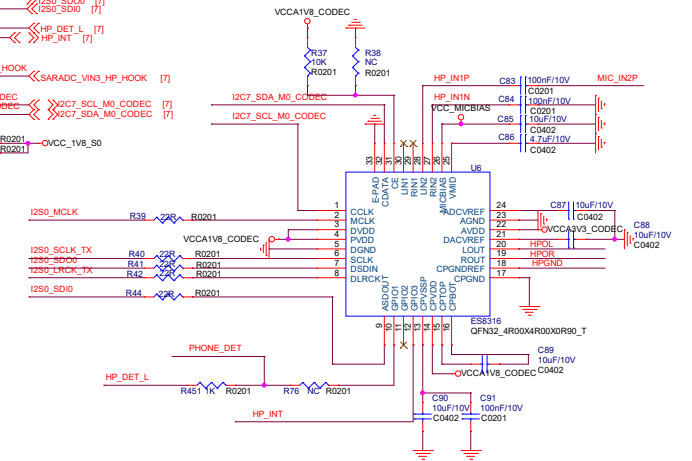 I2S0_SDO0 [7]
I2S0_SDI0 [7]
HP_DET_L [7]
HP_INT [7]
HOOK
SARADC_VIN3_HP_HOOK [7]
DEC
I2C7_SCL_M0_CODEC [7]
I2C7_SDA_M0_CODEC [7]
R0201
VCC_1V8_S0
R0201
VCCA1V8_CODEC
R37
10K
R0201
R38
NC
R0201
I2C7_SDA_M0_CODEC
I2C7_SCL_M0_CODEC
HP_IN1P
C83
100nF/10V
C0201
MIC_IN2P
HP_IN1N
C84
100nF/10V
C0201
VCC_MICBIAS
C85
10uF/10V
C0402
C86
4.7uF/10V
C0402
33 32 31 30 29 28 27 26 25
E-PAD
CDATA
CE
LIN1
RIN1
LIN2
RIN2
MICBIAS
VMID
U6
1 CCLK
2 MCLK
3 DVDD
4 PVDD
5 DGND
6 SCLK
7 DSDIN
8 DLRCK
ADCVREF 24
AGND 23
AVDD 22
DACVREF 21
LOUT 20
ROUT 19
CPGNDREF 18
CPGND 17
C87
10uF/10V
C0402
VCCA3V3_CODEC
C88
10uF/10V
C0402
HPOL
HPOR
HPGND
I2S0_MCLK
R39 22R R0201
VCCA1V8_CODEC
I2S0_SCLK_TX
R40 22R R0201
I2S0_SDO0
R41 22R R0201
I2S0_LRCK_TX
R42 22R R0201
I2S0_SDI0
R44 22R R0201
ASDOUT
GPIO1
GPIO2
GPIO3
CPVSSP
CPVDD
CPTOP
CPBOT
9 10 11 12 13 14 15 16
ES8316
QFN32_4R00X4R00X0R90_T
C89
10uF/10V
C0402
VCCA1V8_CODEC
PHONE_DET
HP_DET_L
R451 1K R0201
R76 NC R0201
HP_INT
C90
10uF/10V
C0402
C91
100nF/10V
C0201